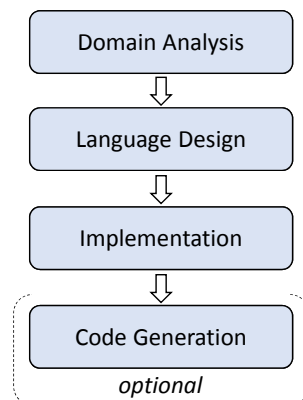 Domain Analysis
Language Design
Implementation
Code Generation
optional